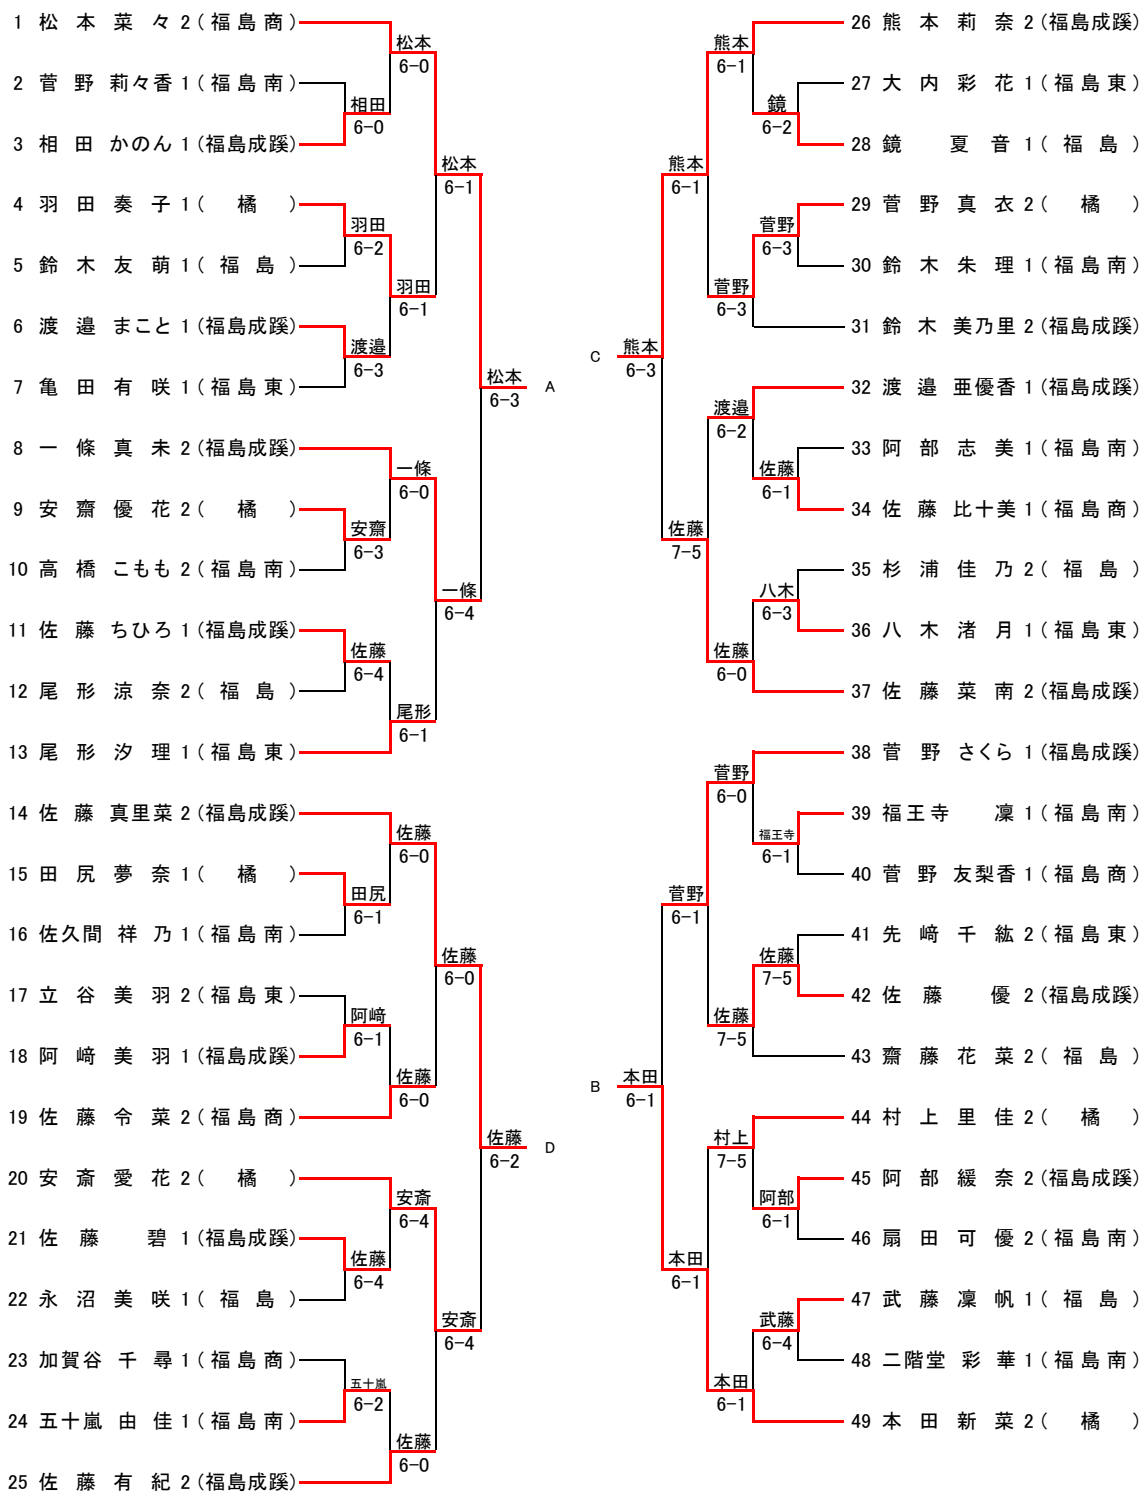 1 松本菜々 2 (福島商)
松本
6-0
2 菅野莉々香 1 (福島南)
相田
6-0
3 相田かのん 1 (福島成蹊)
松本
6-1
4 羽田奏子 1 (橘)
羽田
6-2
5 鈴木友萌 1 (福島)
羽田
6-1
6 渡邉まこと 1 (福島成蹊)
渡邉
6-3
7 亀田有咲 1 (福島東)
松本
6-3
A
8 一條真未 2 (福島成蹊)
一條
6-0
9 安齋優花 2 (橘)
安齋
6-3
10 高橋こもも 2 (福島南)
一條
6-4
11 佐藤ちひろ 1 (福島成蹊)
佐藤
6-4
12 尾形涼奈 2 (福島)
尾形
6-1
13 尾形汐理 1 (福島東)
14 佐藤真里菜 2 (福島成蹊)
佐藤
6-0
15 田尻夢奈 1 (橘)
田尻
6-1
16 佐久間祥乃 1 (福島南)
佐藤
6-0
17 立谷美羽 2 (福島東)
阿﨑
6-1
18 阿﨑美羽 1 (福島成蹊)
佐藤
6-0
19 佐藤令菜 2 (福島商)
佐藤
6-2
D
20 安斎愛花 2 (橘)
安斎
6-4
21 佐藤碧 1 (福島成蹊)
佐藤
6-4
22 永沼美咲 1 (福島)
安斎
6-4
23 加賀谷千尋 1 (福島商)
五十嵐
6-2
24 五十嵐由佳 1 (福島南)
佐藤
6-0
25 佐藤有紀 2 (福島成蹊)
26 熊本莉奈 2 (福島成蹊)
熊本
6-1
27 大内彩花 1 (福島東)
鏡
6-2
28 鏡夏音 1 (福島)
熊本
6-1
29 菅野真衣 2 (橘)
菅野
6-3
30 鈴木朱理 1 (福島南)
菅野
6-3
31 鈴木美乃里 2 (福島成蹊)
C
熊本
6-3
32 渡邉亜優香 1 (福島成蹊)
渡邉
6-2
33 阿部志美 1 (福島南)
佐藤
6-1
34 佐藤比十美 1 (福島商)
佐藤
7-5
35 杉浦佳乃 2 (福島)
八木
6-3
36 八木渚月 1 (福島東)
佐藤
6-0
37 佐藤菜南 2 (福島成蹊)
38 菅野さくら 1 (福島成蹊)
菅野
6-0
39 福王寺凜 1 (福島南)
福王寺
6-1
40 菅野友梨香 1 (福島商)
菅野
6-1
41 先﨑千紘 2 (福島東)
佐藤
7-5
42 佐藤優 2 (福島成蹊)
佐藤
7-5
43 齋藤花菜 2 (福島)
B
本田
6-1
44 村上里佳 2 (橘)
村上
7-5
45 阿部緩奈 2 (福島成蹊)
阿部
6-1
46 扇田可優 2 (福島南)
本田
6-1
47 武藤凜帆 1 (福島)
武藤
6-4
48 二階堂彩華 1 (福島南)
本田
6-1
49 本田新菜 2 (橘)